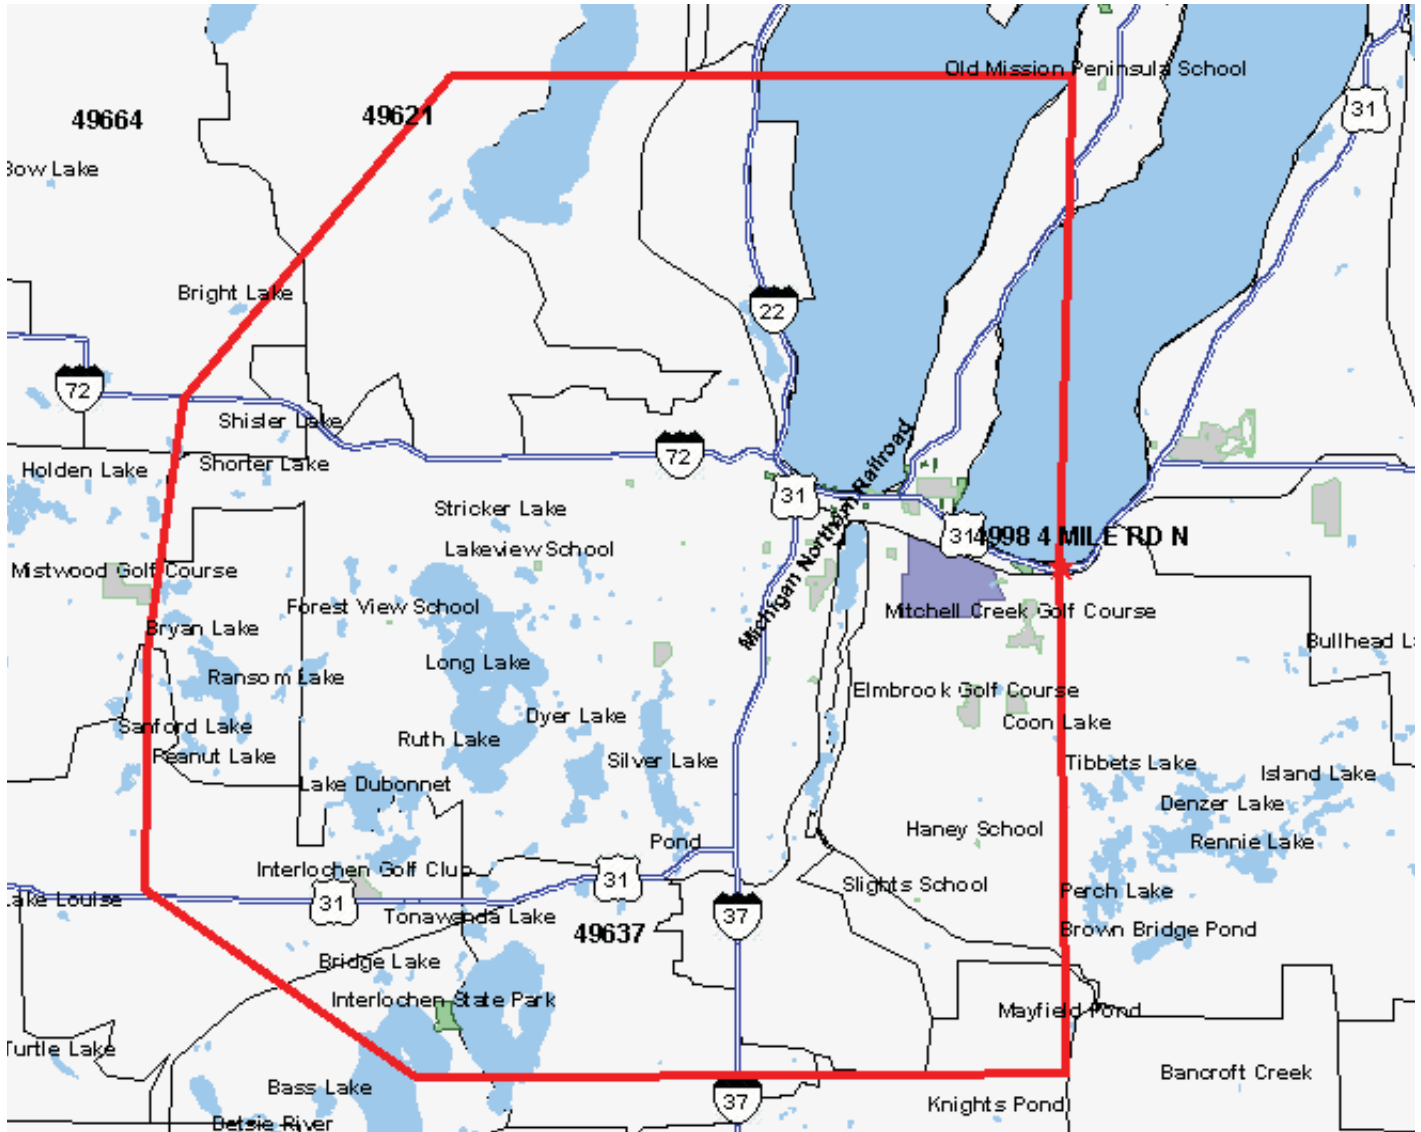 Old Mission Peninsula School
31
49664
49621
Bow Lake
Bright Lake
22
72
Shisler Lake
72
Holden Lake
Shorter Lake
31
Michigan Northern Railroad
Stricker Lake
31
4998 4 MILE RD N
Lakeview School
Mistwood Golf Course
Forest View School
Mitchell Creek Golf Course
Bryan Lake
Bullhead La
Long Lake
Ransom Lake
Elmbrook Golf Course
Dyer Lake
Coon Lake
Sanford Lake
Ruth Lake
Peanut Lake
Silver Lake
Tibbets Lake
Island Lake
Lake Dubonnet
Denzer Lake
Haney School
Pond
Rennie Lake
Interlochen Golf Club
31
Slights School
Perch Lake
Lake Louise
31
Tonawanda Lake
37
49637
Brown Bridge Pond
Bridge Lake
Interlochen State Park
Mayfield Pond
Turtle Lake
Bass Lake
Bancroft Creek
37
Knights Pond
Betsie River